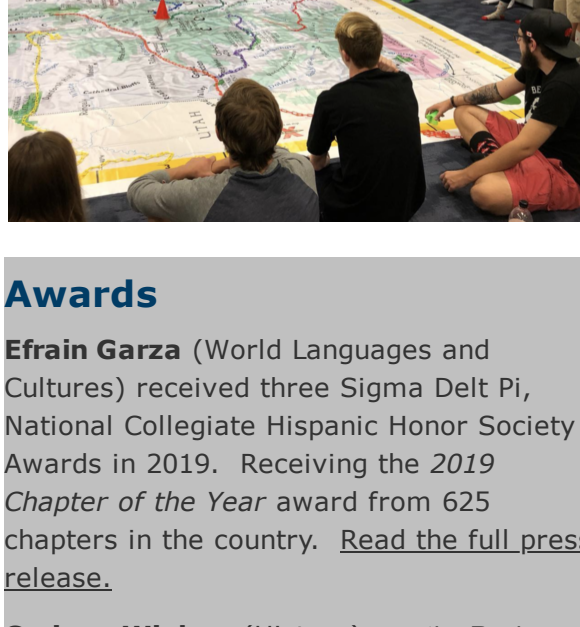 UTAH
Awards
Efrain Garza (World Languages and
Cultures) received three Sigma Delt Pi,
National Collegiate Hispanic Honor Society
Awards in 2019.  Receiving the 2019
Chapter of the Year award from 625
chapters in the country.  Read the full press
release.